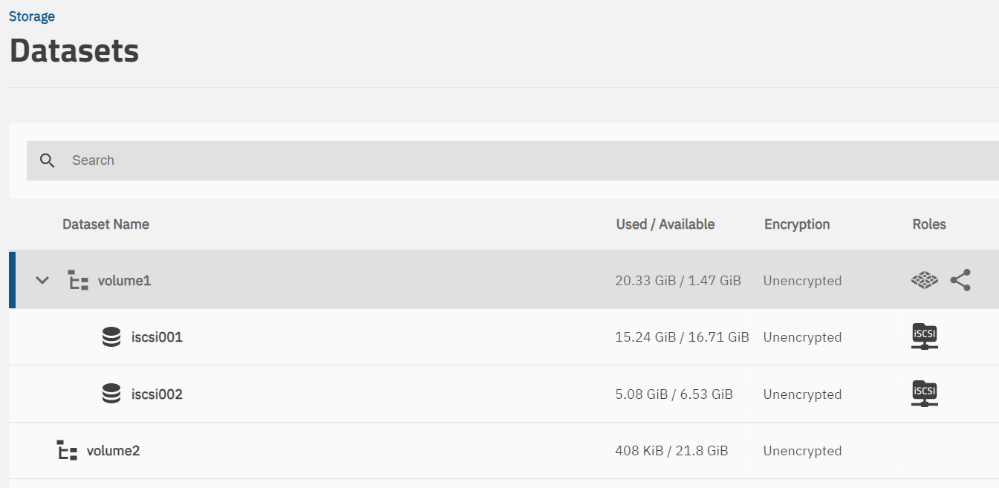 Storage
Datasets
Search
Dataset Name Used / Available Encryption Roles
volume1 20.33 GiB / 1.47 GiB Unencrypted
iscsi001 15.24 GiB / 16.71 GiB Unencrypted iSCSI
iscsi002 5.08 GiB / 6.53 GiB Unencrypted iSCSI
volume2 408 KiB / 21.8 GiB Unencrypted